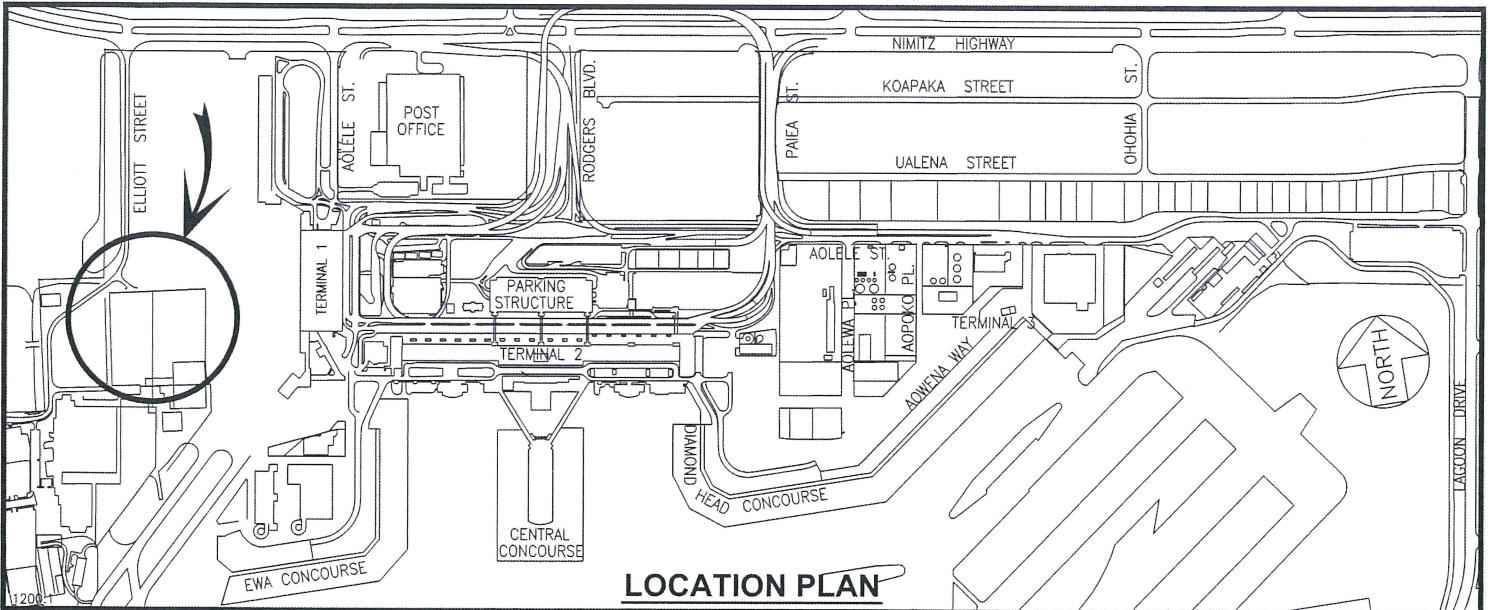 NIMITZ HIGHWAY
KOAPAKA STREET
UALENA STREET
ELLIOTT STREET
AOLELE ST.
POST
OFFICE
RODGERS BLVD.
PAIEA ST.
OHOHIA ST.
TERMINAL 1
PARKING
STRUCTURE
TERMINAL 2
AOLELE ST.
AOLEWA PL.
AOPOKO PL.
TERMINAL 3
AOWENA WAY
NORTH
LAGOON DRIVE
DIAMOND
HEAD CONCOURSE
CENTRAL
CONCOURSE
EWA CONCOURSE
LOCATION PLAN
1200:1